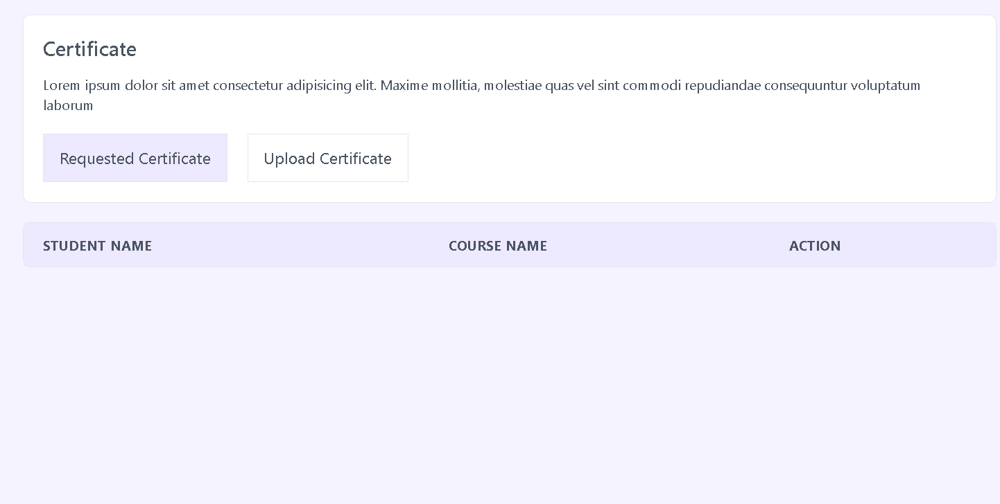 Certificate
Lorem ipsum dolor sit amet consectetur adipisicing elit. Maxime mollitia, molestiae quas vel sint commodi repudiandae consequuntur voluptatum
laborum
Requested Certificate
Upload Certificate
STUDENT NAME
COURSE NAME
ACTION